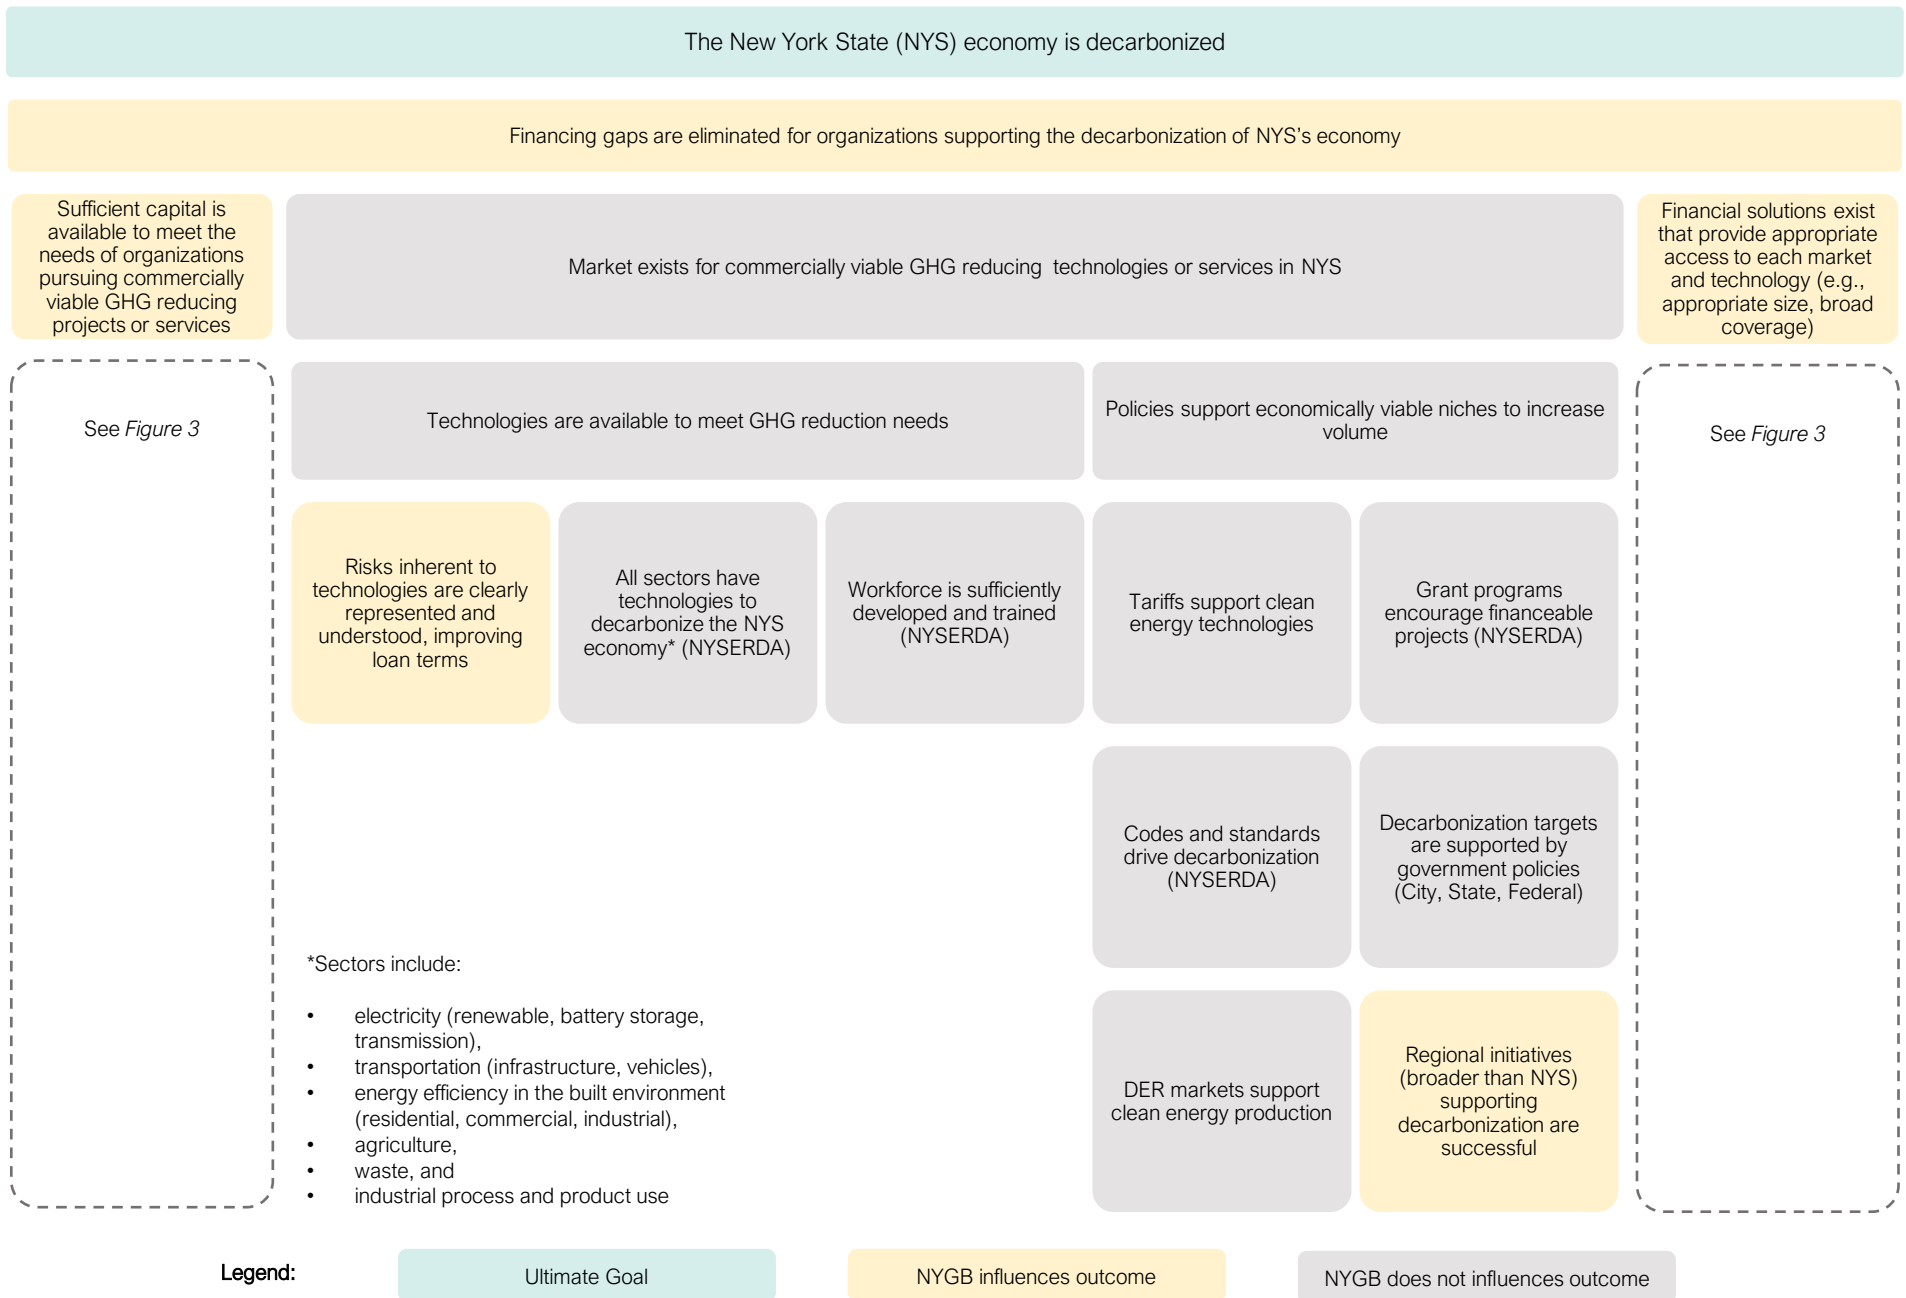 The New York State (NYS) economy is decarbonized
Financing gaps are eliminated for organizations supporting the decarbonization of NYS's economy
Sufficient capital is
available to meet the
needs of organizations
pursuing commercially
viable GHG reducing
projects or services
Market exists for commercially viable GHG reducing technologies or services in NYS
Financial solutions exist
that provide appropriate
access to each market
and technology (e.g.,
appropriate size, broad
coverage)
See Figure 3
Technologies are available to meet GHG reduction needs
Policies support economically viable niches to increase
volume
See Figure 3
Risks inherent to
technologies are clearly
represented and
understood, improving
loan terms
All sectors have
technologies to
decarbonize the NYS
economy* (NYSERDA)
Workforce is sufficiently
developed and trained
(NYSERDA)
Tariffs support clean
energy technologies
Grant programs
encourage financeable
projects (NYSERDA)
Codes and standards
drive decarbonization
(NYSERDA)
Decarbonization targets
are supported by
government policies
(City, State, Federal)
*Sectors include:
• electricity (renewable, battery storage,
transmission),
• transportation (infrastructure, vehicles),
• energy efficiency in the built environment
(residential, commercial, industrial),
• agriculture,
• waste, and
• industrial process and product use
DER markets support
clean energy production
Regional initiatives
(broader than NYS)
supporting
decarbonization are
successful
Legend:
Ultimate Goal
NYGB influences outcome
NYGB does not influences outcome